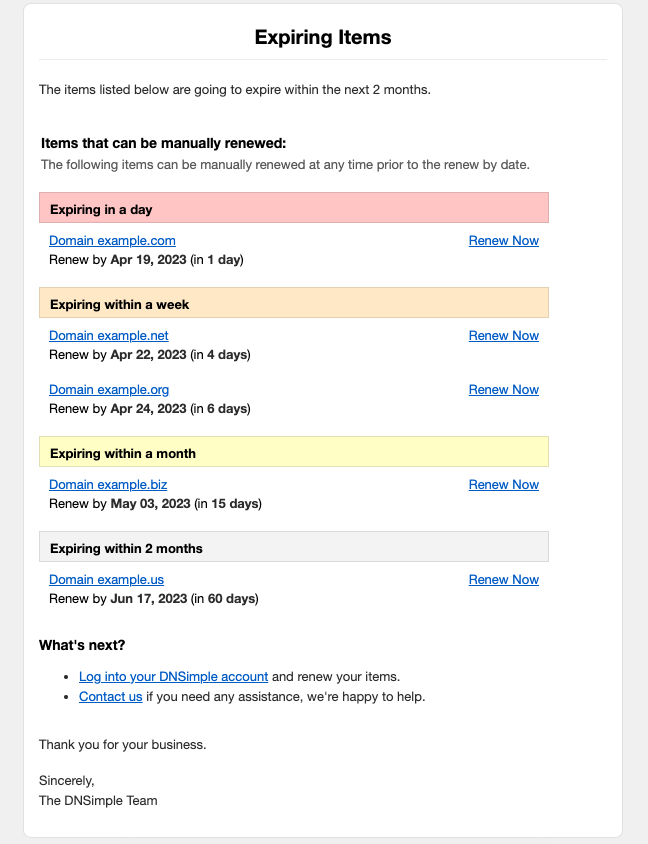 Expiring Items
The items listed below are going to expire within the next 2 months.
Items that can be manually renewed:
The following items can be manually renewed at any time prior to the renew by date.
Expiring in a day
Domain example.com Renew Now
Renew by Apr 19, 2023 (in 1 day)
Expiring within a week
Domain example.net Renew Now
Renew by Apr 22, 2023 (in 4 days)
Domain example.org Renew Now
Renew by Apr 24, 2023 (in 6 days)
Expiring within a month
Domain example.biz Renew Now
Renew by May 03, 2023 (in 15 days)
Expiring within 2 months
Domain example.us Renew Now
Renew by Jun 17, 2023 (in 60 days)
What's next?
• Log into your DNSimple account and renew your items.
• Contact us if you need any assistance, we're happy to help.
Thank you for your business.
Sincerely,
The DNSimple Team